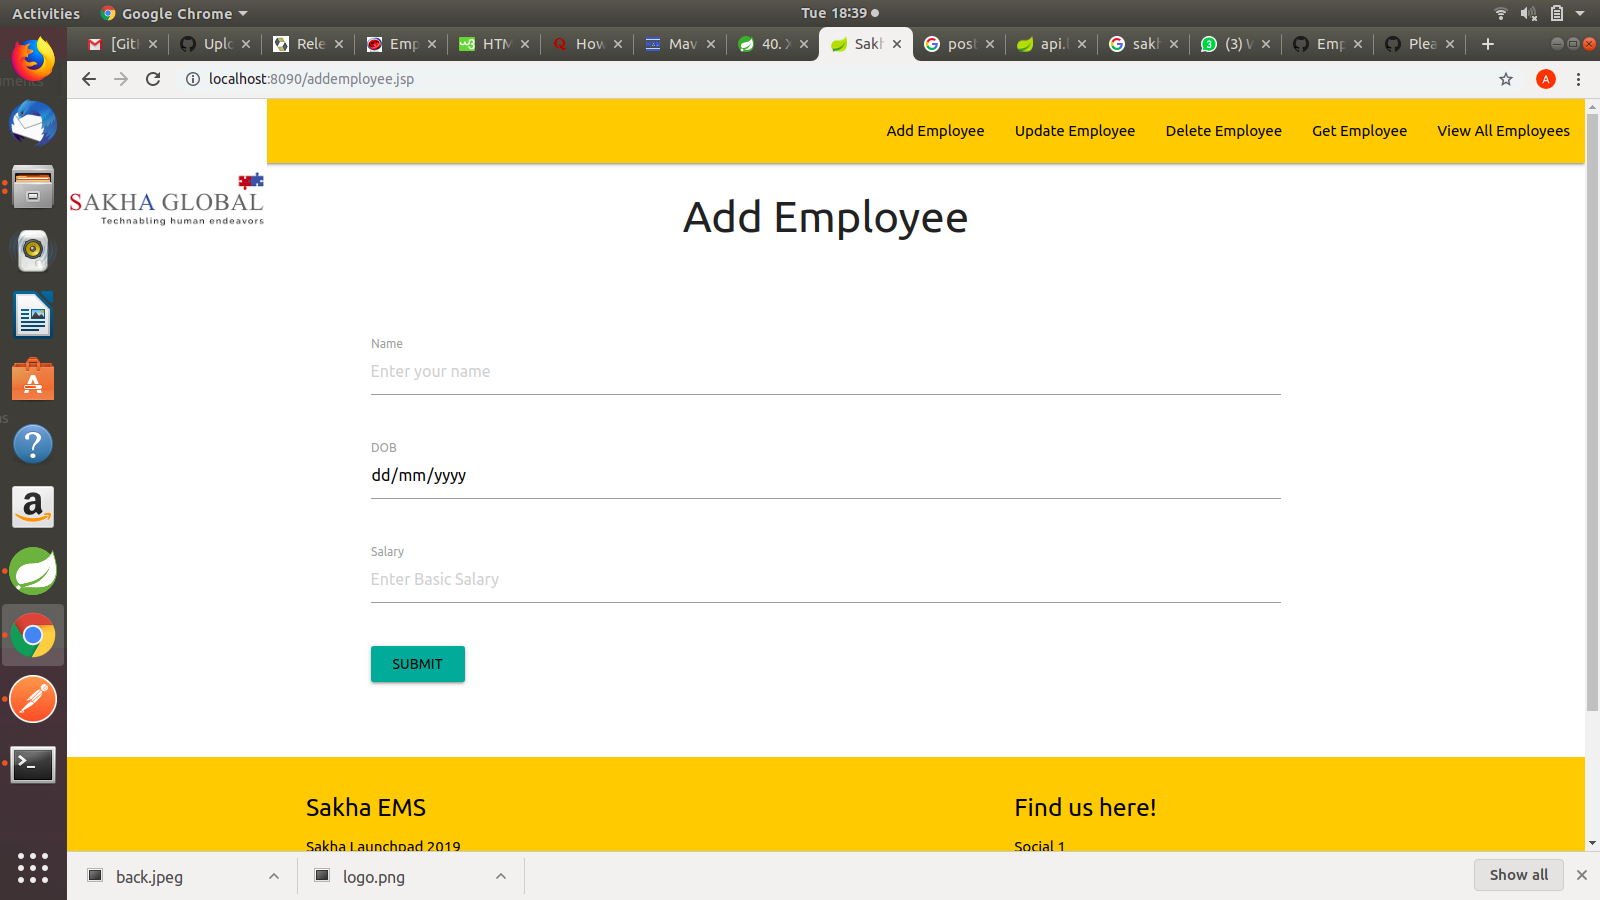 Activities Google Chrome Tue 18:39
[Git Uplo Rele Emp HTM How Mav 40. X Sakh post api. sakh (3) W Emp Plea
localhost:8090/addemployee.jsp A
Add Employee Update Employee Delete Employee Get Employee View All Employees
SAKHA GLOBAL
Technabling human endeavors
Add Employee
Name
Enter your name
DOB
dd/mm/yyyy
Salary
Enter Basic Salary
SUBMIT
Sakha EMS Find us here!
Sakha Launchpad 2019 Social 1
back.jpeg logo.png Show all